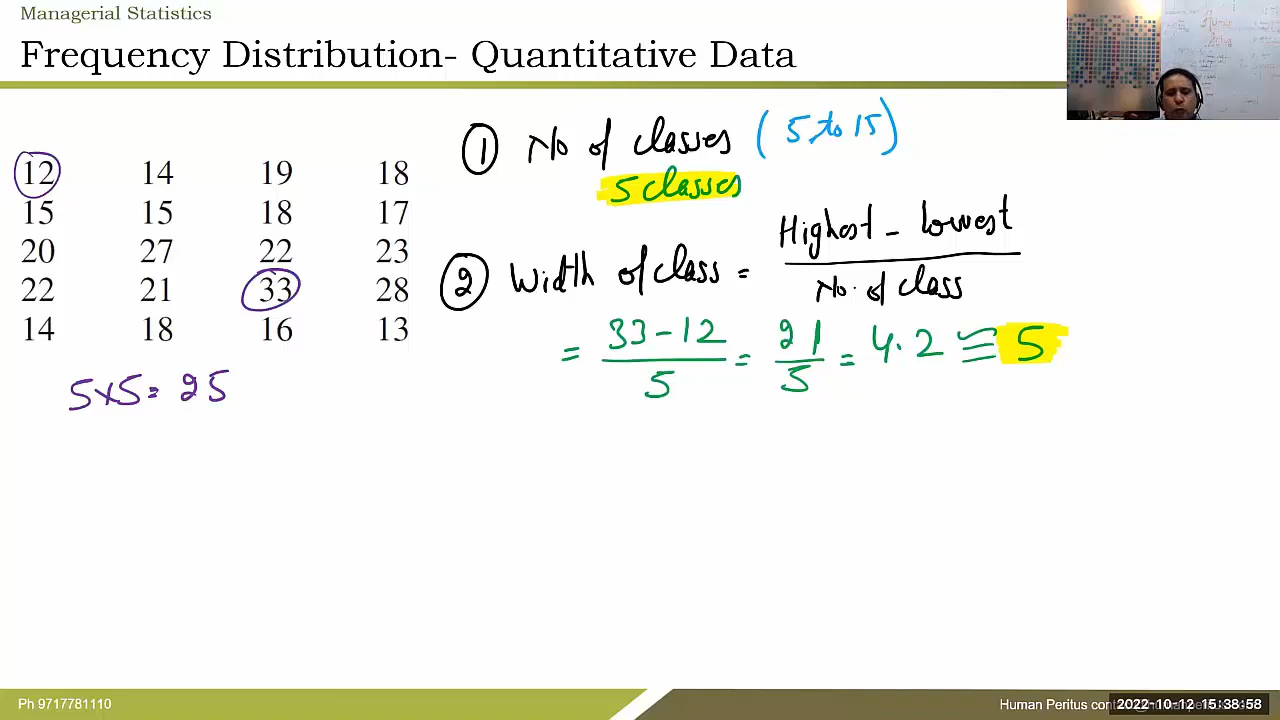 Managerial Statistics
Frequency Distribution- Quantitative Data
12 14 19 18
15 15 18 17
20 27 22 23
22 21 33 28
14 18 16 13
5x5= 25
① No of classes (5 to 15)
5 classes
② Width of class = Highest - lowest / No. of class
= 33-12 / 5 = 21 / 5 = 4.2 ≅ 5
Ph 9717781110
Human Peritus
2022-10-12 15:38:58